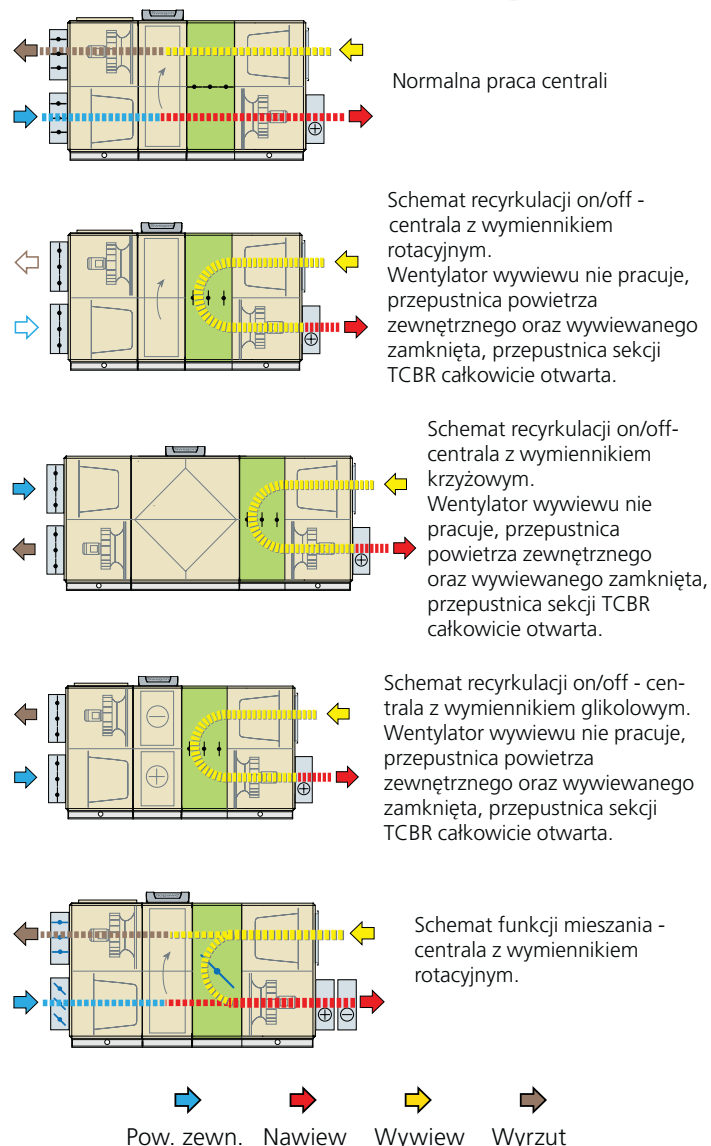 Normalna praca centrali
Schemat recyrkulacji on/off -
centrala z wymiennikiem
rotacyjnym.
Wentylator wywiewu nie pracuje,
przepustnica powietrza
zewnętrznego oraz wywiewanego
zamknięta, przepustnica sekcji
TCBR całkowicie otwarta.
Schemat recyrkulacji on/off-
centrala z wymiennikiem
krzyżowym.
Wentylator wywiewu nie
pracuje, przepustnica
powietrza zewnętrznego
oraz wywiewanego zamknięta,
przepustnica sekcji TCBR
całkowicie otwarta.
Schemat recyrkulacji on/off - cen-
trala z wymiennikiem glikolowym.
Wentylator wywiewu nie pracuje,
przepustnica powietrza
zewnętrznego oraz wywiewanego
zamknięta, przepustnica sekcji
TCBR całkowicie otwarta.
Schemat funkcji mieszania -
centrala z wymiennikiem
rotacyjnym.
Pow. zewn. Nawiew Wywiew Wyrzut